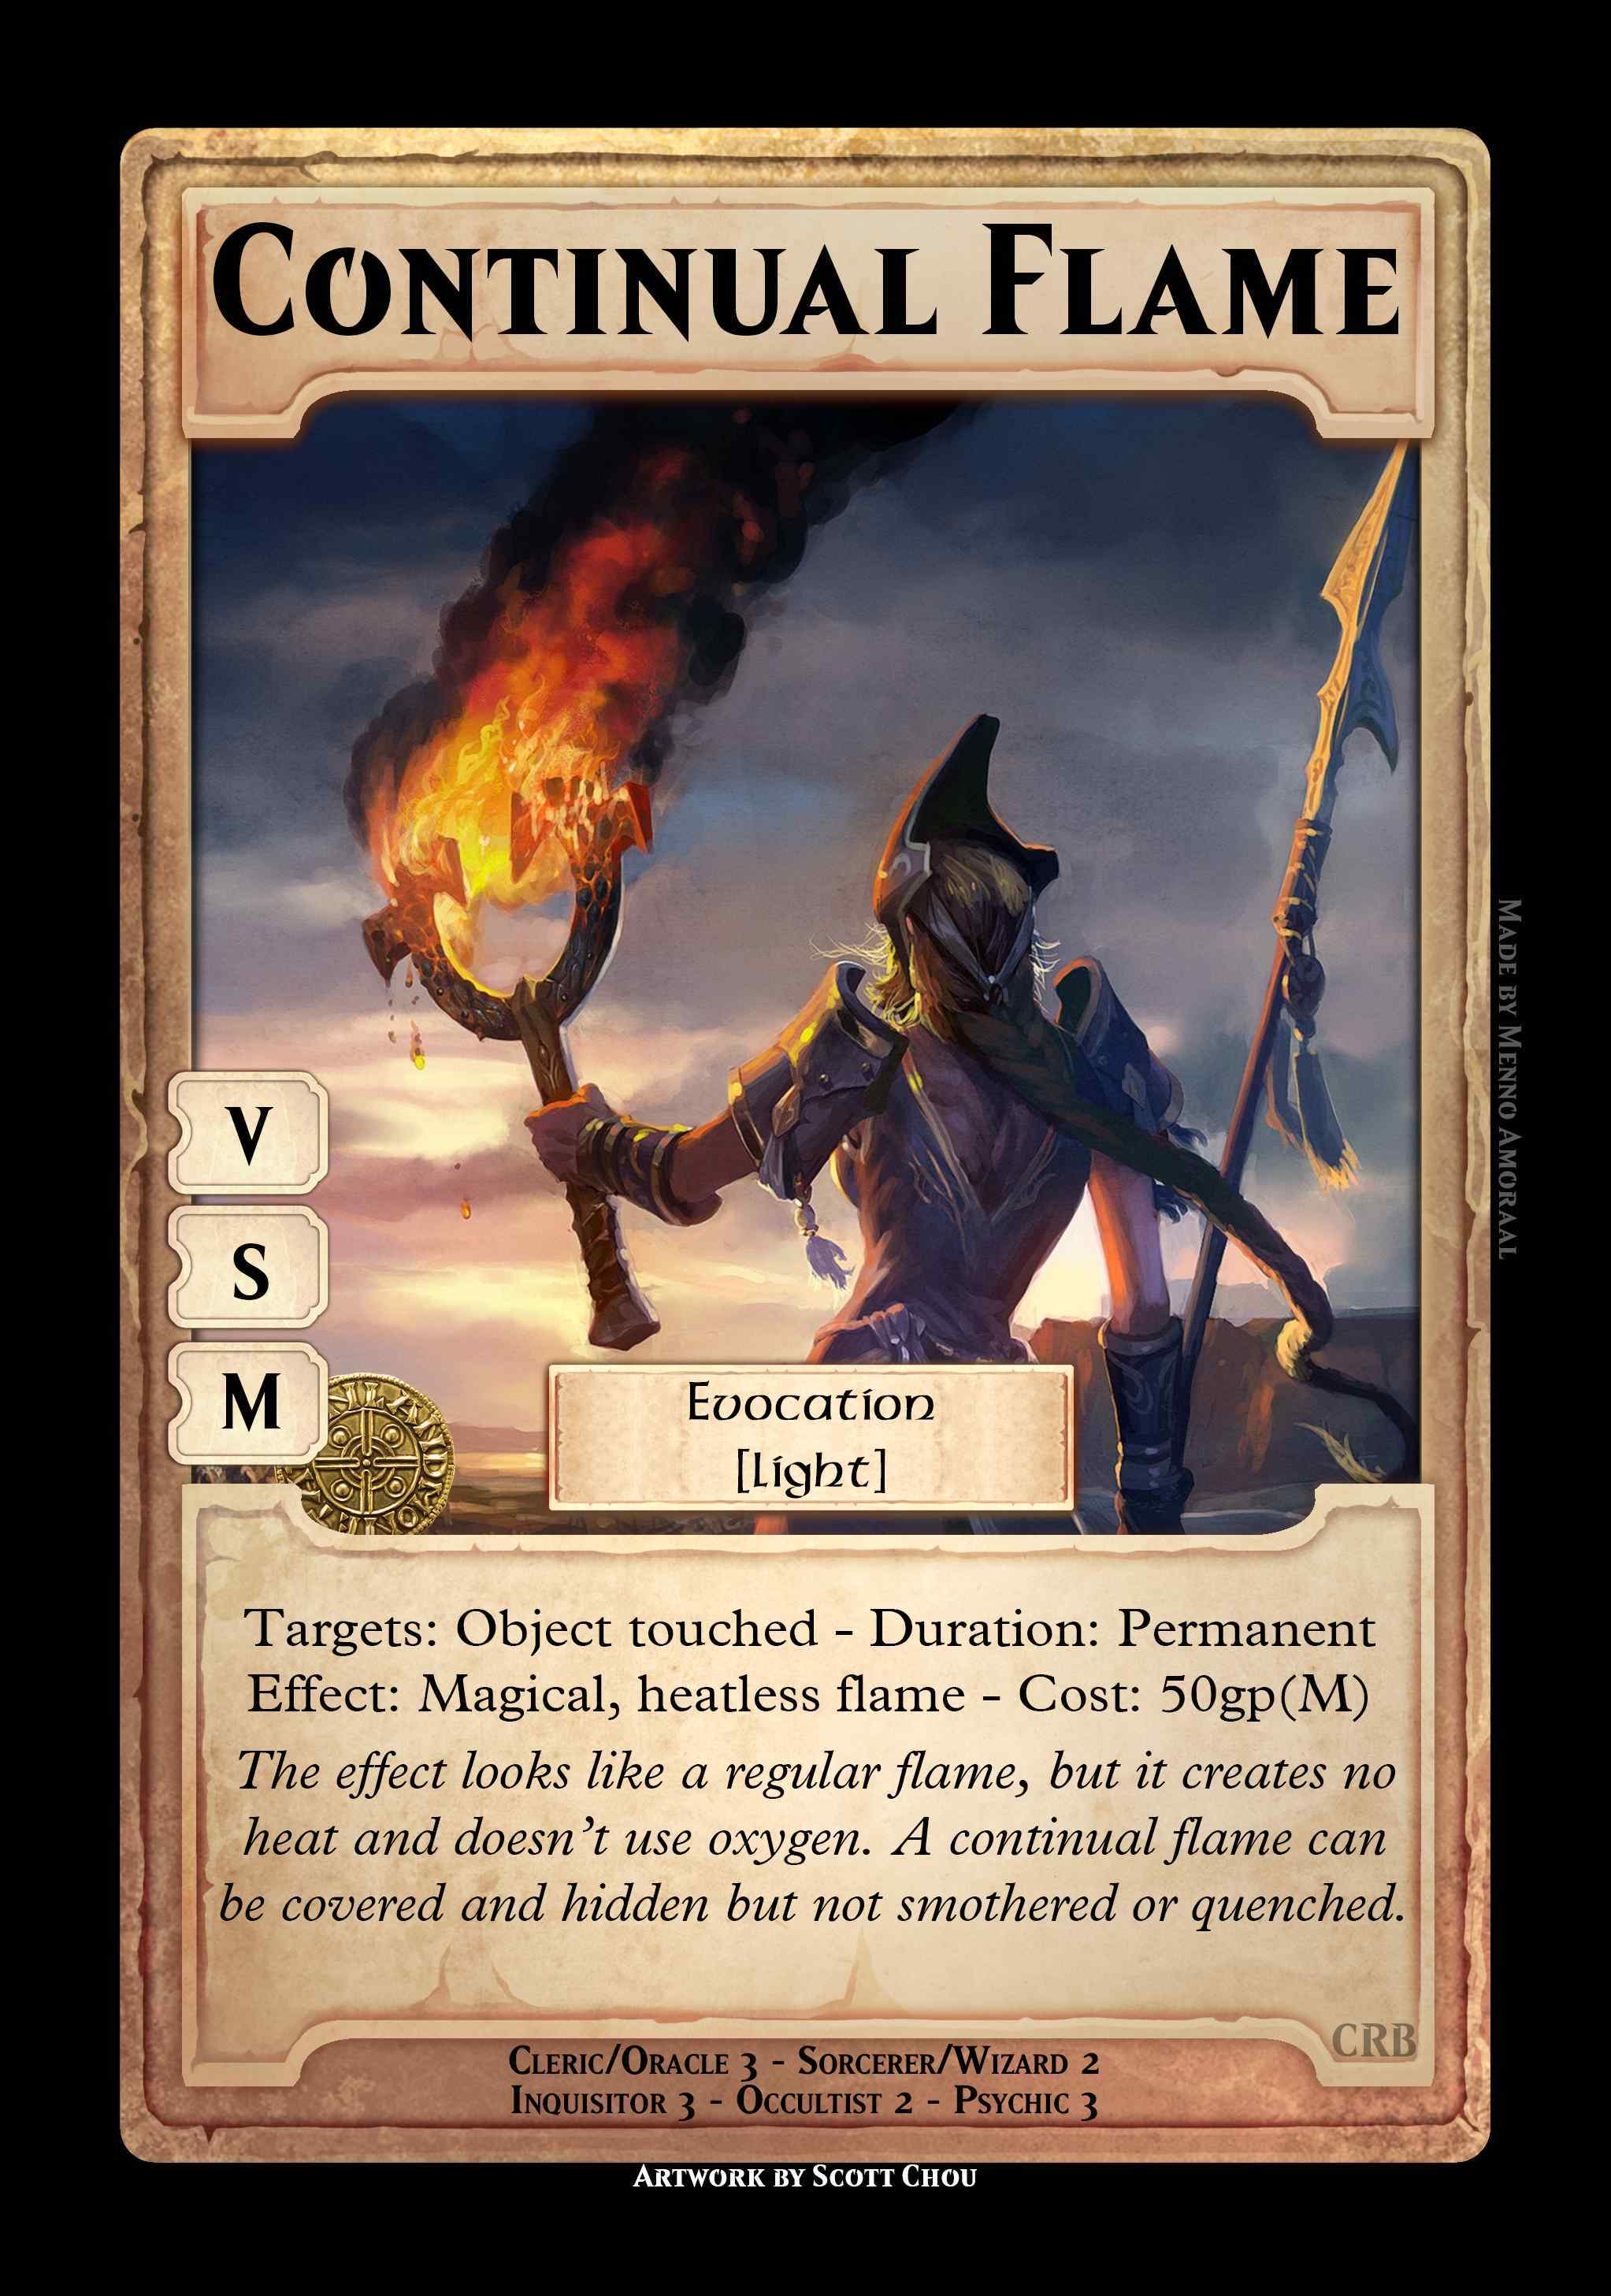 Continual Flame
V
S
M
Evocation
[Light]
Targets: Object touched - Duration: Permanent
Effect: Magical, heatless flame - Cost: 50gp(M)
The effect looks like a regular flame, but it creates no
heat and doesn't use oxygen. A continual flame can
be covered and hidden but not smothered or quenched.
CRB
Cleric/Oracle 3 - Sorcerer/Wizard 2
Inquisitor 3 - Occultist 2 - Psychic 3
Artwork by Scott Chou
Made by Menno Amoraal